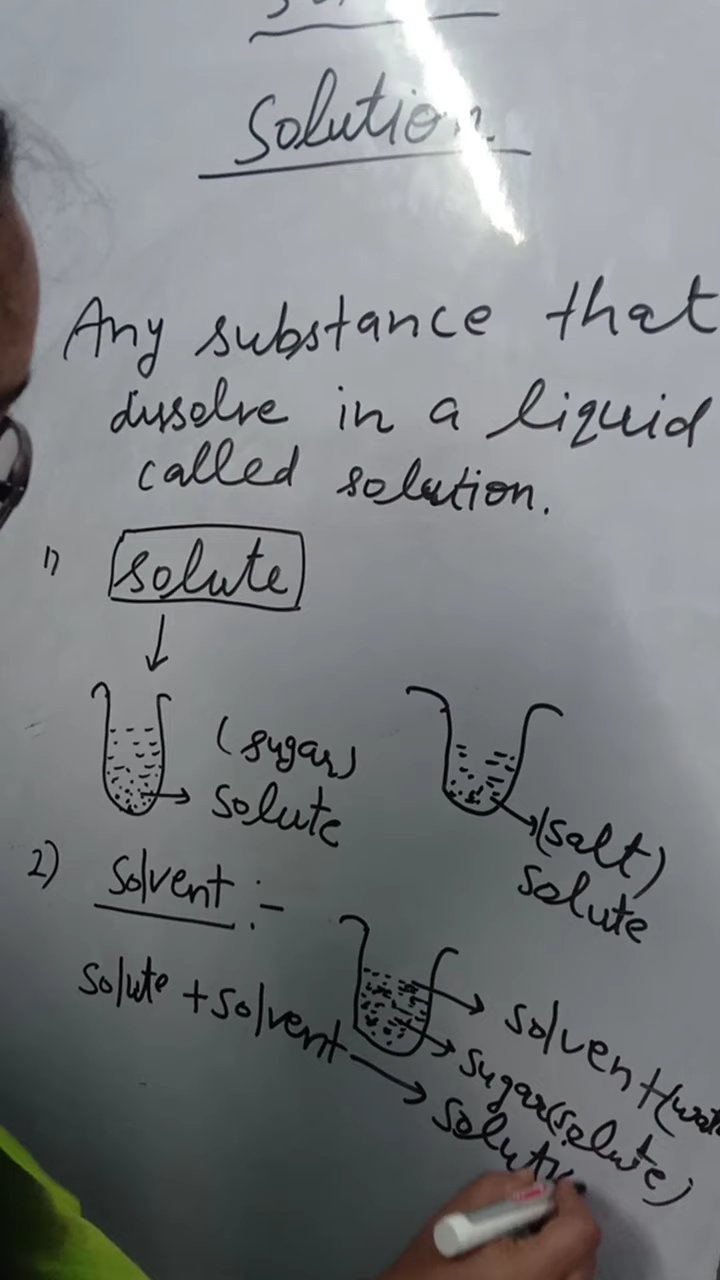 Solution
Any substance that
dissolve in a liquid
called solution.
1) solute
(sugar)
solute
(salt)
solute
2) Solvent :-
solute + solvent
solvent
sugar(solute)